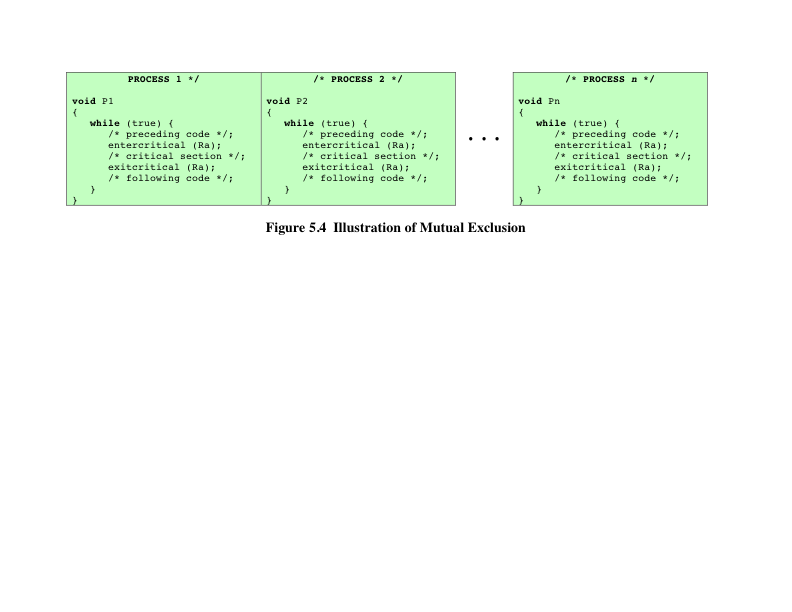 PROCESS 1 */
void P1
{
   while (true) {
      /* preceding code */;
      entercritical (Ra);
      /* critical section */;
      exitcritical (Ra);
      /* following code */;
   }
}
/* PROCESS 2 */
void P2
{
   while (true) {
      /* preceding code */;
      entercritical (Ra);
      /* critical section */;
      exitcritical (Ra);
      /* following code */;
   }
}
• • •
/* PROCESS n */
void Pn
{
   while (true) {
      /* preceding code */;
      entercritical (Ra);
      /* critical section */;
      exitcritical (Ra);
      /* following code */;
   }
}
Figure 5.4 Illustration of Mutual Exclusion